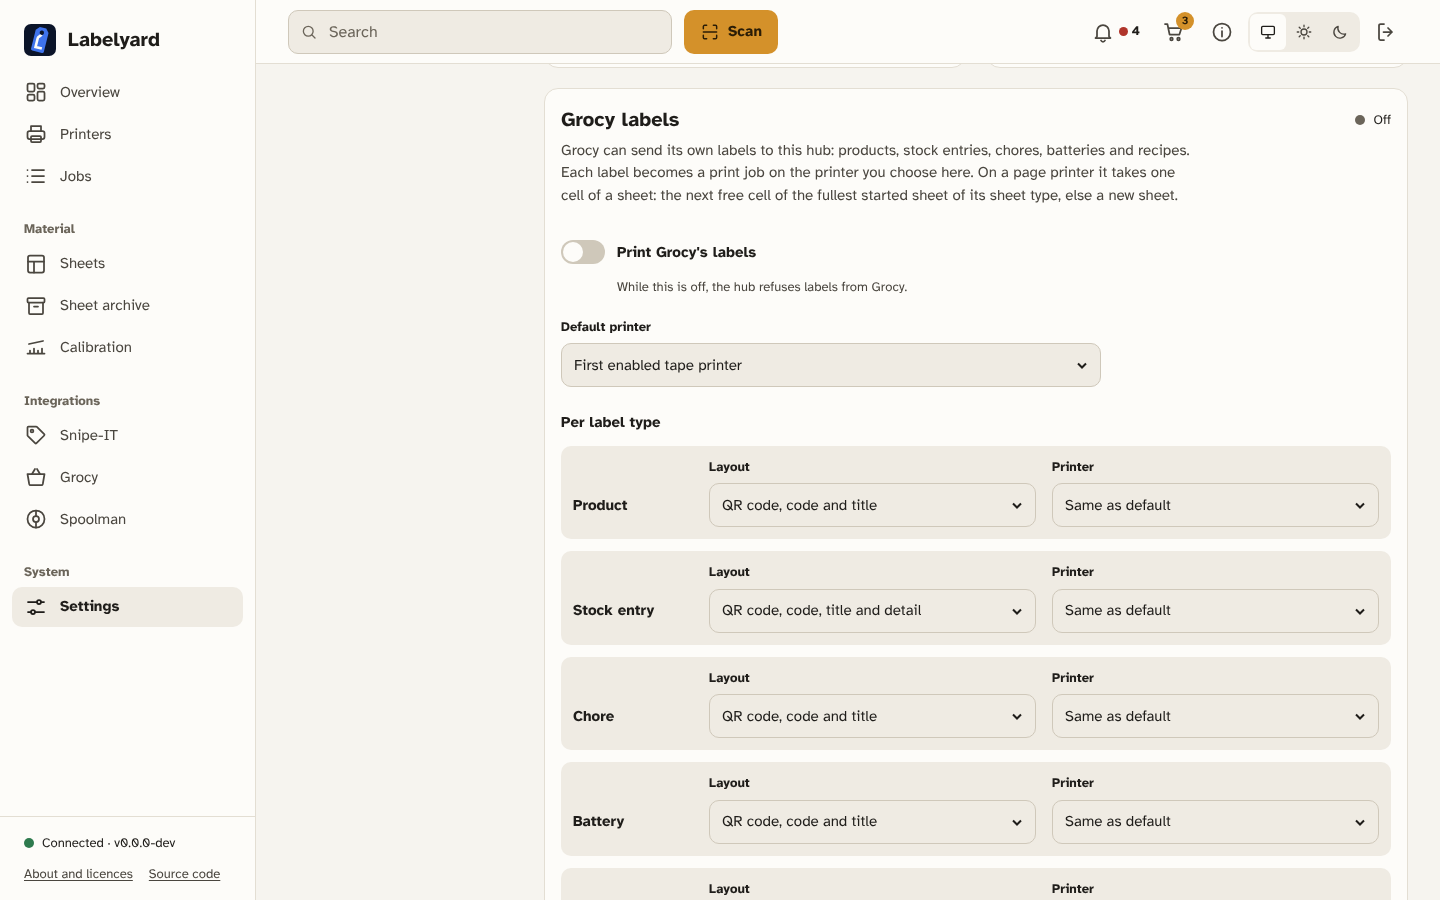 Labelyard
Search
Scan
4
3
Overview
Printers
Jobs
Material
Sheets
Sheet archive
Calibration
Integrations
Snipe-IT
Grocy
Spoolman
System
Settings
Connected · v0.0.0-dev
About and licences
Source code
Grocy labels
Off
Grocy can send its own labels to this hub: products, stock entries, chores, batteries and recipes.
Each label becomes a print job on the printer you choose here. On a page printer it takes one
cell of a sheet: the next free cell of the fullest started sheet of its sheet type, else a new sheet.
Print Grocy's labels
While this is off, the hub refuses labels from Grocy.
Default printer
First enabled tape printer
Per label type
Layout
Printer
Product
QR code, code and title
Same as default
Layout
Printer
Stock entry
QR code, code, title and detail
Same as default
Layout
Printer
Chore
QR code, code and title
Same as default
Layout
Printer
Battery
QR code, code and title
Same as default
Layout
Printer